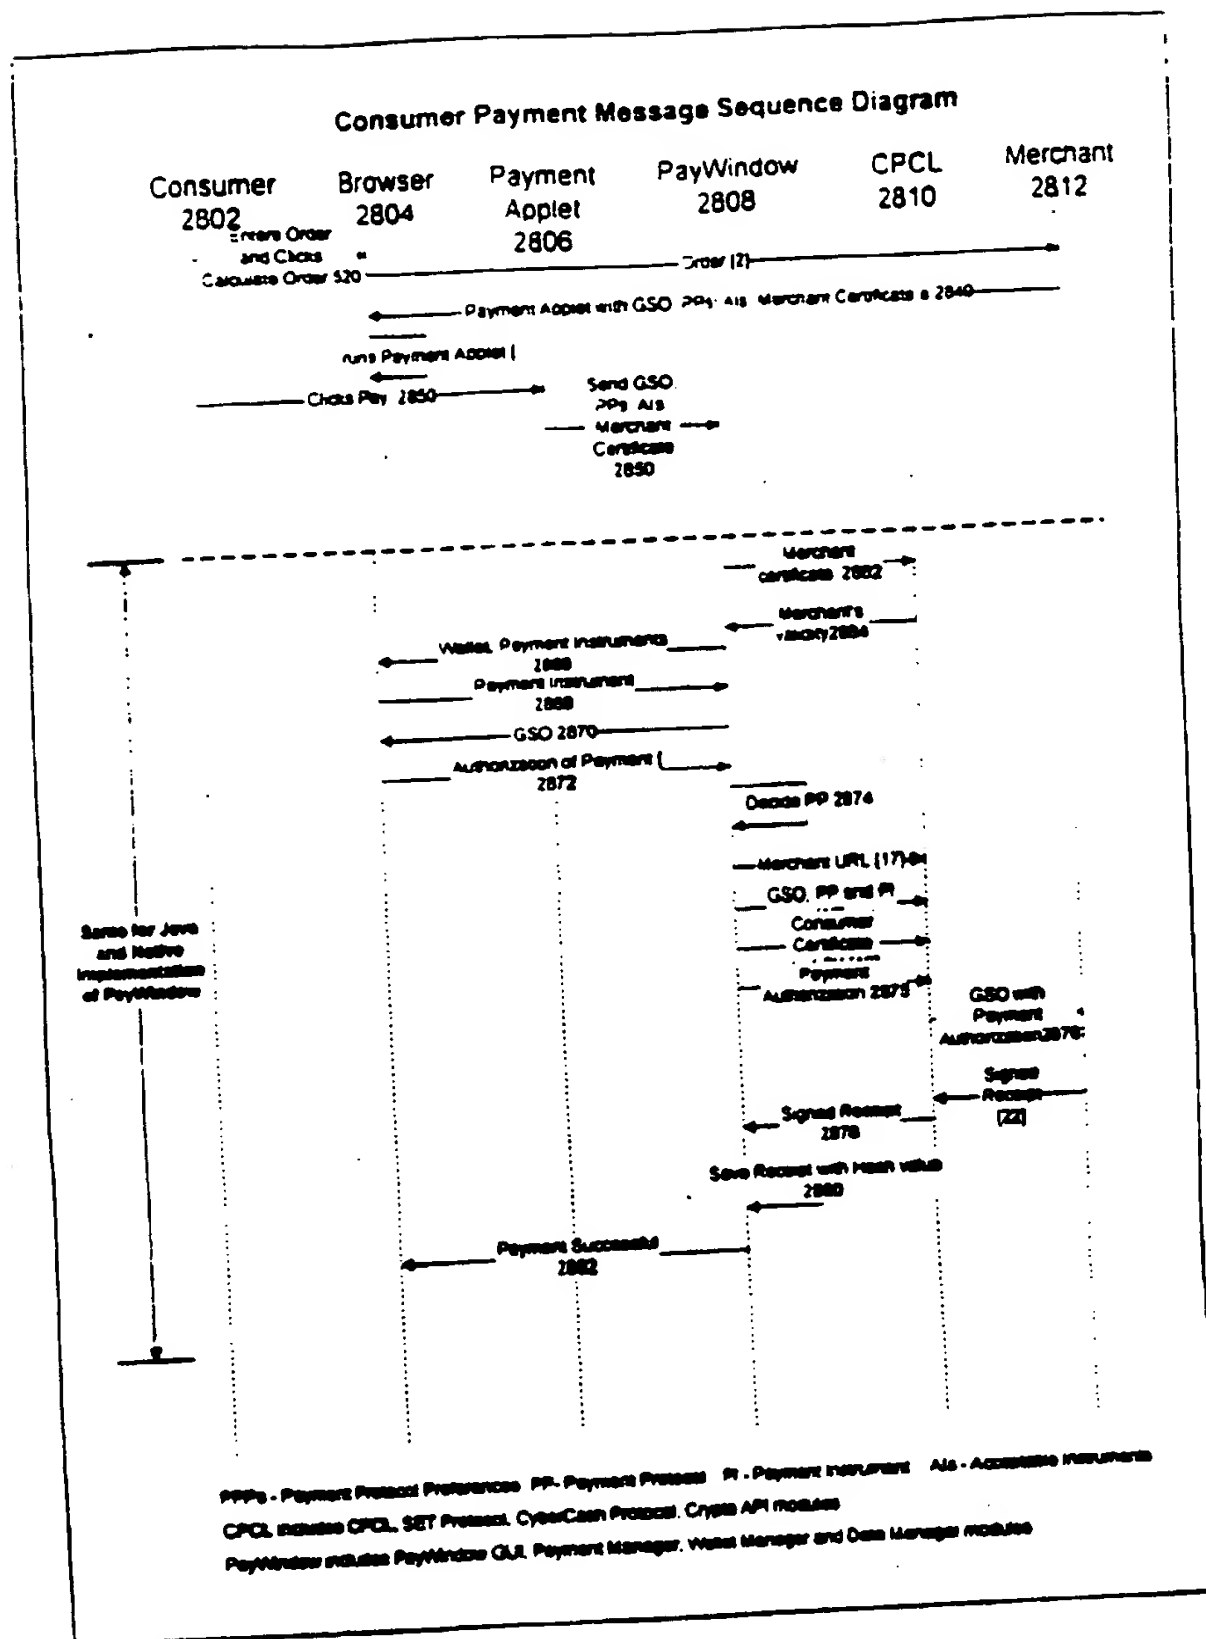 Consumer Payment Message Sequence Diagram
Consumer
2802
Browser
2804
Payment
Applet
2806
PayWindow
2808
CPCL
2810
Merchant
2812
Enters Order
and Clicks
Calculate Order 520
Order [2]
Payment Applet with GSO, PPPs, AIs, Merchant Certificate 2840
runs Payment Applet [
Clicks Pay 2850
Send GSO,
PPs AIs
Merchant
Certificate
2850
Merchant
certificate 2882
Merchant's
validity 2884
Wallet, Payment Instruments
Payment Instrument
2868
GSO 2870
Authorization of Payment [
2872
Decide PP 2874
Merchant URL [17]
GSO, PP and PI
Consumer
Certificate
Payment
Authorization 2875
GSO with
Payment
Authorization
Signed
Receipt
[22]
Signed Receipt
2878
Save Receipt with Hash value
2880
Payment Successful
2882
Same for Java
and Native
Implementation
of PayWindow
PPPs - Payment Protocol Preferences PP- Payment Protocol PI - Payment Instrument AIs - Acceptable Instruments
CPCL includes CPCL, SET Protocol, CyberCash Protocol, Crypto API modules
PayWindow includes PayWindow GUI, Payment Manager, Wallet Manager and Data Manager modules